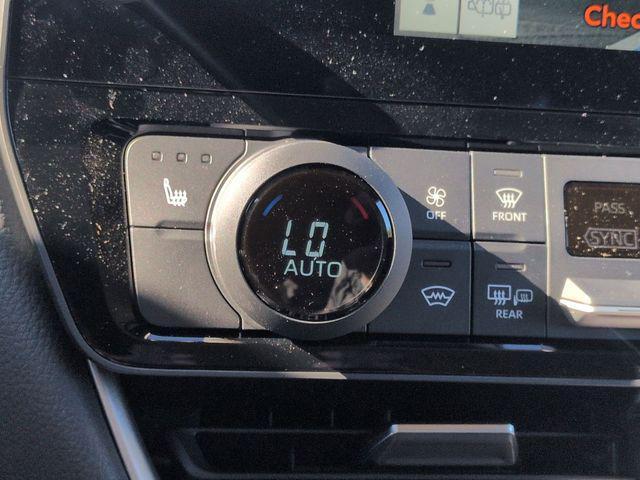 Chec
OFF
FRONT
PASS
SYNC
LO
AUTO
REAR